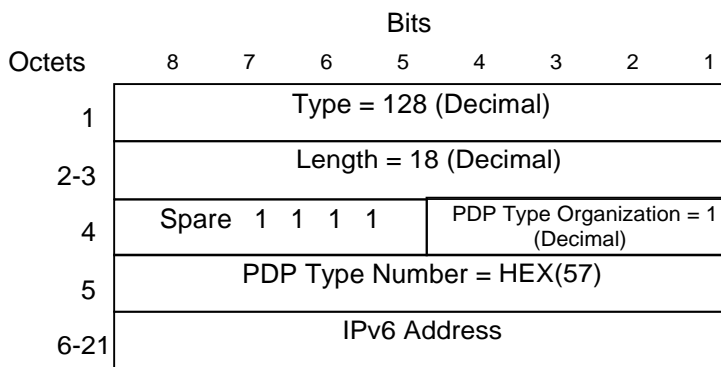 Bits
Octets 8 7 6 5 4 3 2 1
1 Type = 128 (Decimal)
2-3 Length = 18 (Decimal)
4 Spare 1 1 1 1 PDP Type Organization = 1
(Decimal)
5 PDP Type Number = HEX(57)
6-21 IPv6 Address